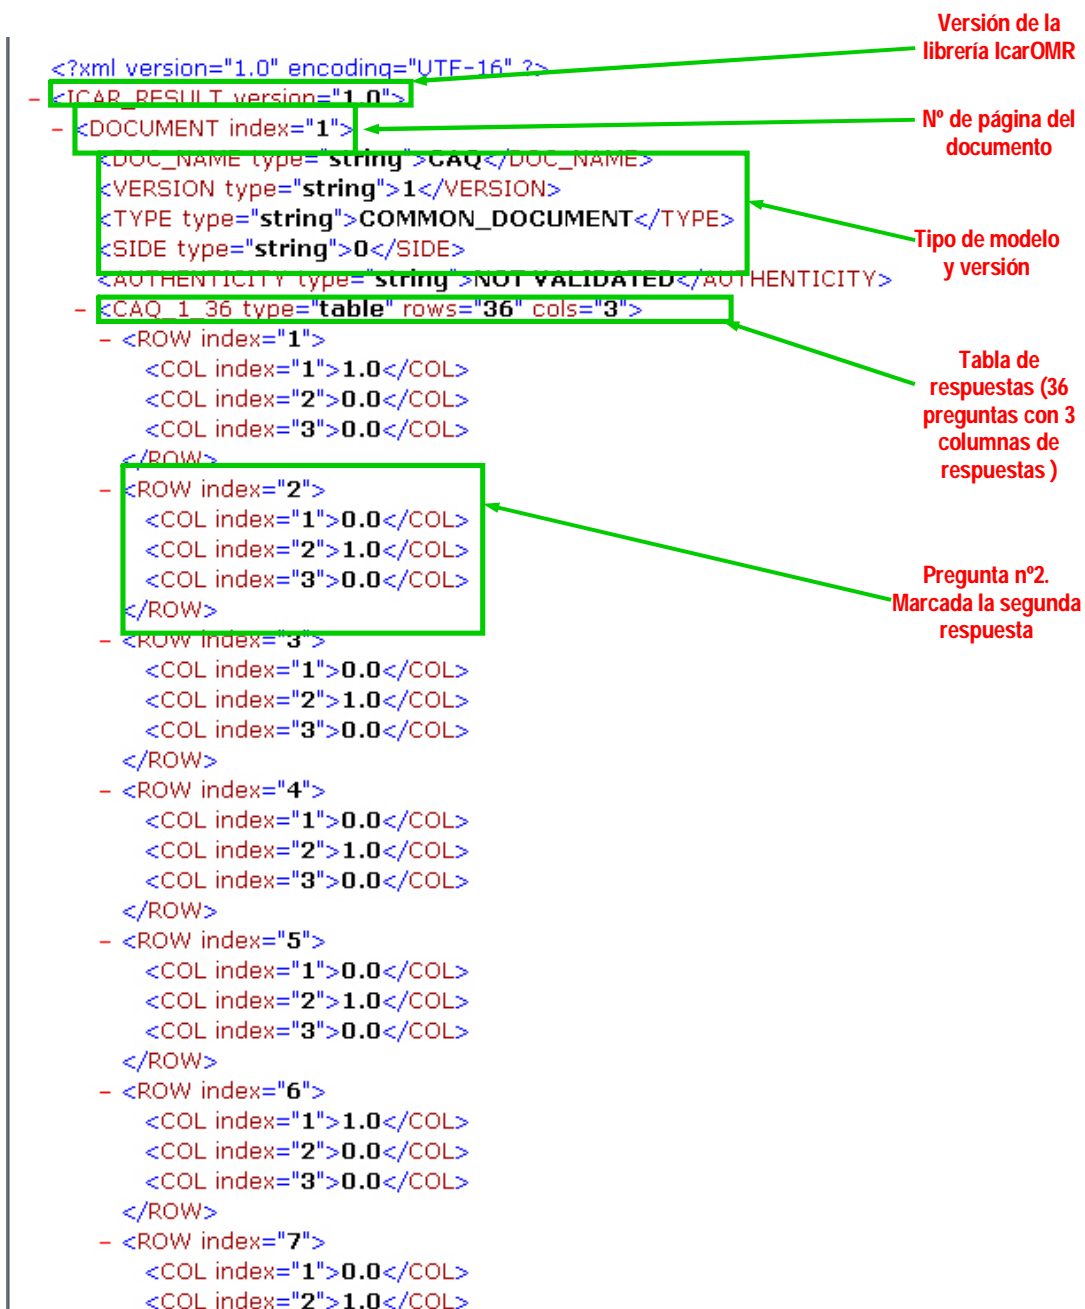 Versión de la
librería IcarOMR
<?xml version="1.0" encoding="UTF-16" ?>
- <ICAR_RESULT version="1.0">
- <DOCUMENT index="1">
Nº de página del
documento
<DOC_NAME type="string">CAQ</DOC_NAME>
<VERSION type="string">1</VERSION>
<TYPE type="string">COMMON_DOCUMENT</TYPE>
<SIDE type="string">0</SIDE>
Tipo de modelo
y versión
<AUTHENTICITY type="string">NOT VALIDATED</AUTHENTICITY>
- <CAQ_1_36 type="table" rows="36" cols="3">
- <ROW index="1">
<COL index="1">1.0</COL>
<COL index="2">0.0</COL>
<COL index="3">0.0</COL>
</ROW>
Tabla de
respuestas (36
preguntas con 3
columnas de
respuestas )
- <ROW index="2">
<COL index="1">0.0</COL>
<COL index="2">1.0</COL>
<COL index="3">0.0</COL>
</ROW>
Pregunta nº2.
Marcada la segunda
respuesta
- <ROW index="3">
<COL index="1">0.0</COL>
<COL index="2">1.0</COL>
<COL index="3">0.0</COL>
</ROW>
- <ROW index="4">
<COL index="1">0.0</COL>
<COL index="2">1.0</COL>
<COL index="3">0.0</COL>
</ROW>
- <ROW index="5">
<COL index="1">0.0</COL>
<COL index="2">1.0</COL>
<COL index="3">0.0</COL>
</ROW>
- <ROW index="6">
<COL index="1">1.0</COL>
<COL index="2">0.0</COL>
<COL index="3">0.0</COL>
</ROW>
- <ROW index="7">
<COL index="1">0.0</COL>
<COL index="2">1.0</COL>